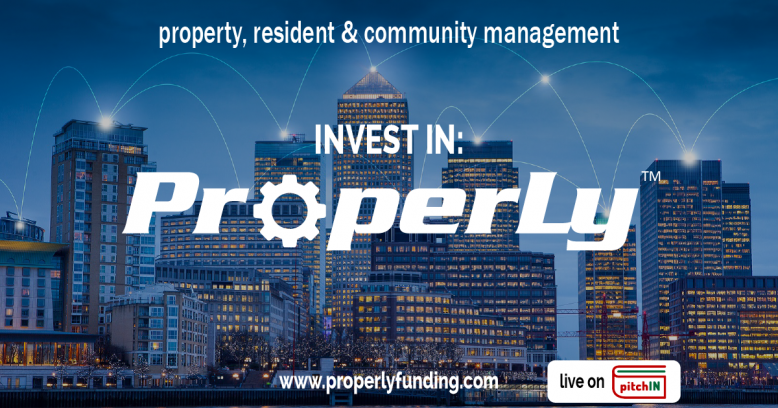 property, resident & community management
INVEST IN:
ProperLy™
www.properlyfunding.com
live on pitchIN